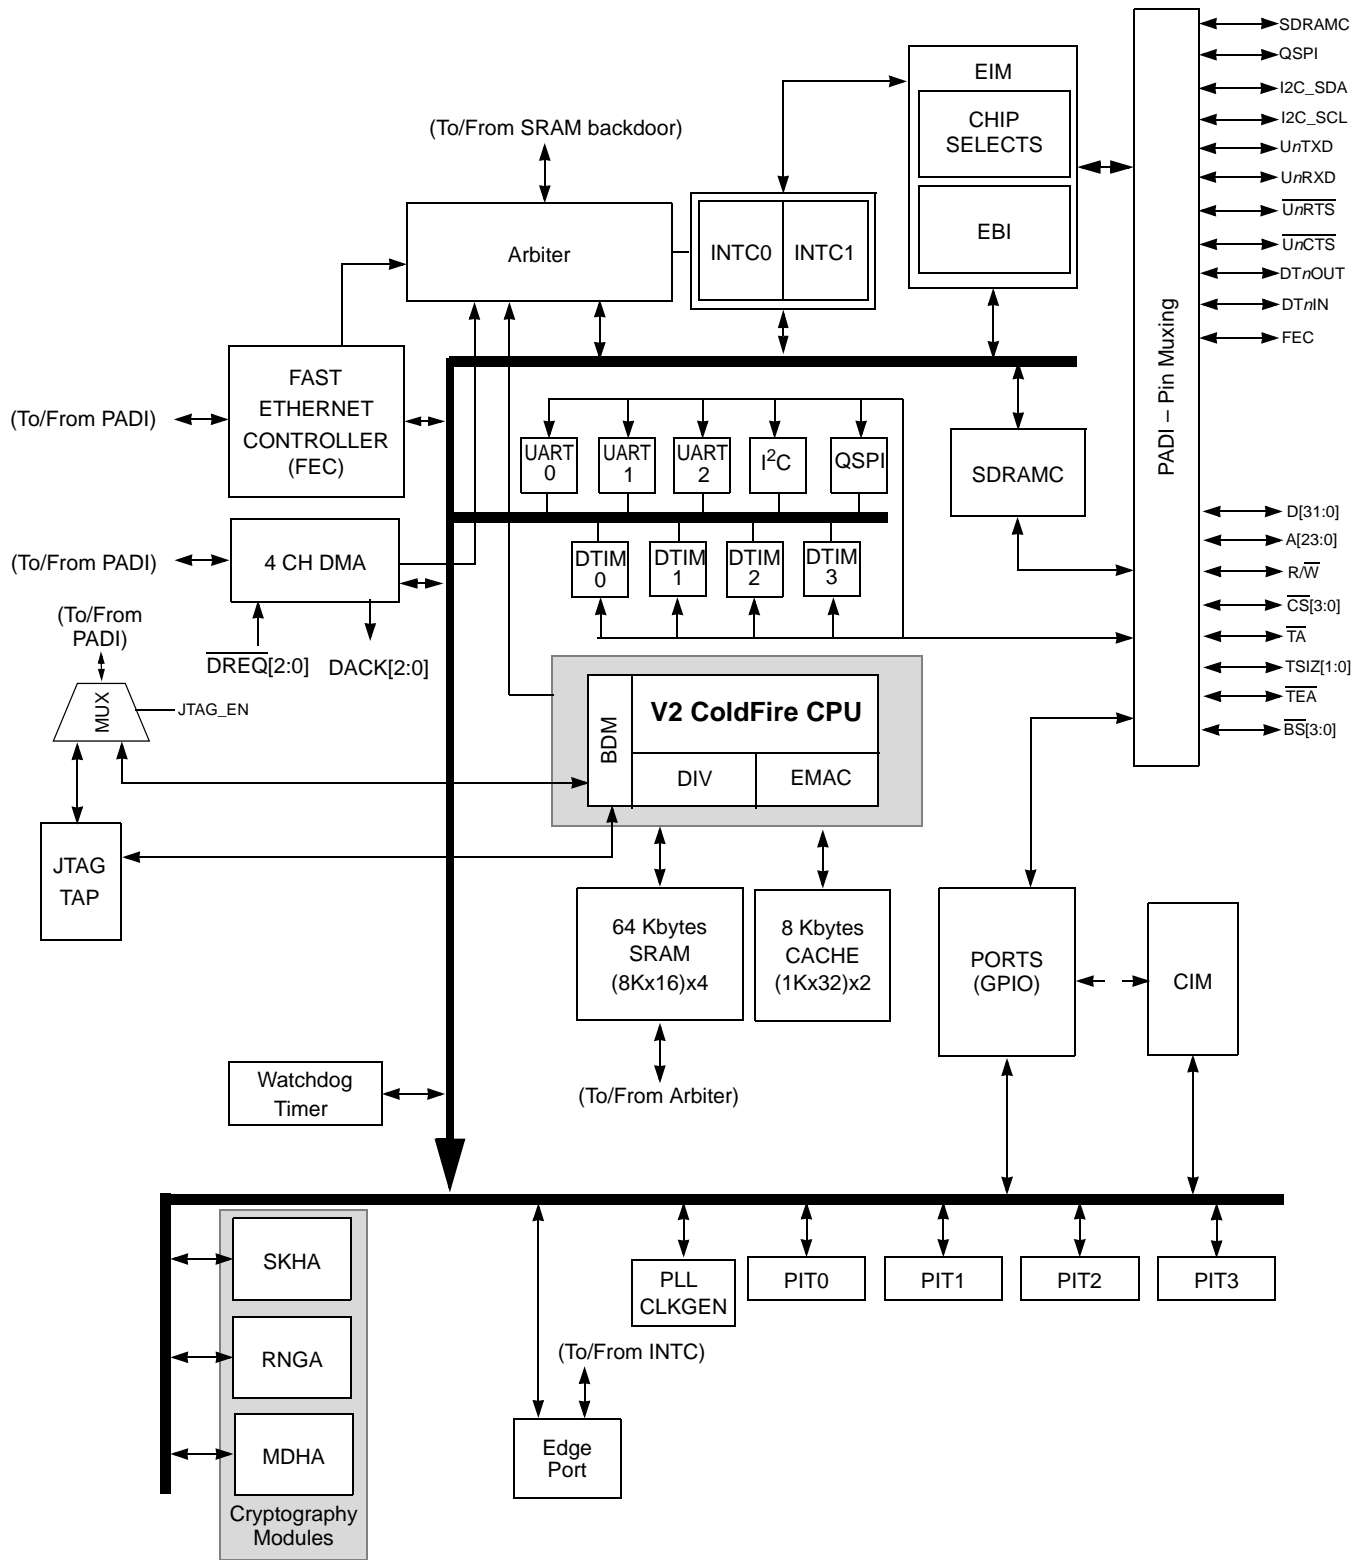 SDRAMC
QSPI
I2C_SDA
I2C_SCL
UnTXD
UnRXD
UnRTS
UnCTS
DTnOUT
DTnIN
FEC
PADI – Pin Muxing
D[31:0]
A[23:0]
R/W
CS[3:0]
TA
TSIZ[1:0]
TEA
BS[3:0]
EIM
CHIP
SELECTS
EBI
(To/From SRAM backdoor)
Arbiter
INTC0
INTC1
FAST
ETHERNET
CONTROLLER
(FEC)
(To/From PADI)
UART
0
UART
1
UART
2
I2C
QSPI
SDRAMC
4 CH DMA
(To/From PADI)
DTIM
0
DTIM
1
DTIM
2
DTIM
3
DREQ[2:0]
DACK[2:0]
(To/From
PADI)
MUX
JTAG_EN
BDM
V2 ColdFire CPU
DIV
EMAC
JTAG
TAP
64 Kbytes
SRAM
(8Kx16)x4
8 Kbytes
CACHE
(1Kx32)x2
PORTS
(GPIO)
CIM
(To/From Arbiter)
Watchdog
Timer
SKHA
RNGA
MDHA
Cryptography
Modules
PLL
CLKGEN
PIT0
PIT1
PIT2
PIT3
(To/From INTC)
Edge
Port